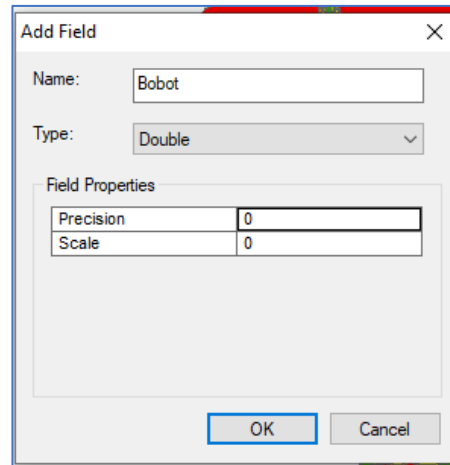 Add Field
Name: Bobot
Type: Double
Field Properties
Precision 0
Scale 0
OK Cancel